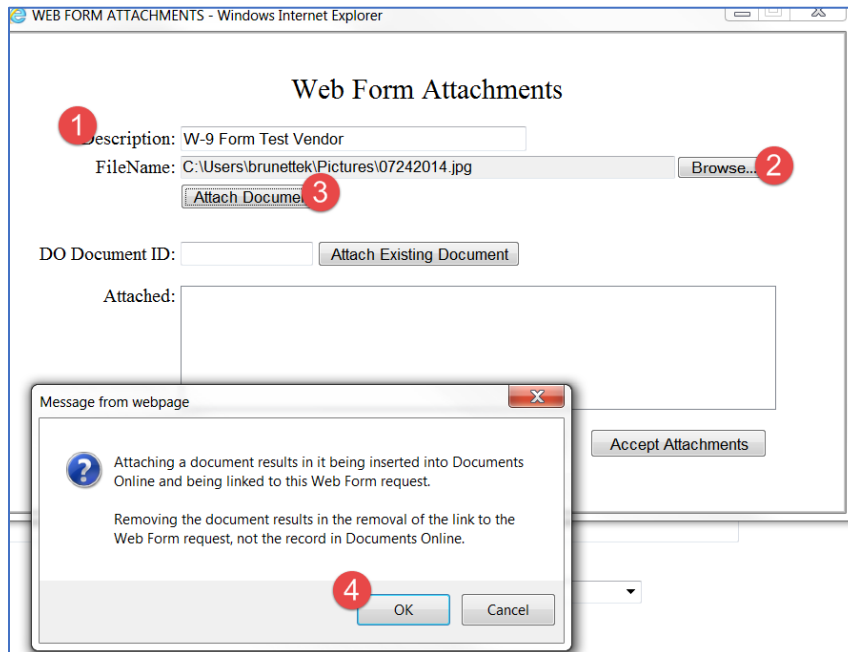 WEB FORM ATTACHMENTS - Windows Internet Explorer
Web Form Attachments
1
Description: W-9 Form Test Vendor
FileName: C:\Users\brunettek\Pictures\07242014.jpg Browse... 2
Attach Documen 3
DO Document ID: Attach Existing Document
Attached:
Message from webpage
Accept Attachments
Attaching a document results in it being inserted into Documents
Online and being linked to this Web Form request.
Removing the document results in the removal of the link to the
Web Form request, not the record in Documents Online.
4
OK Cancel